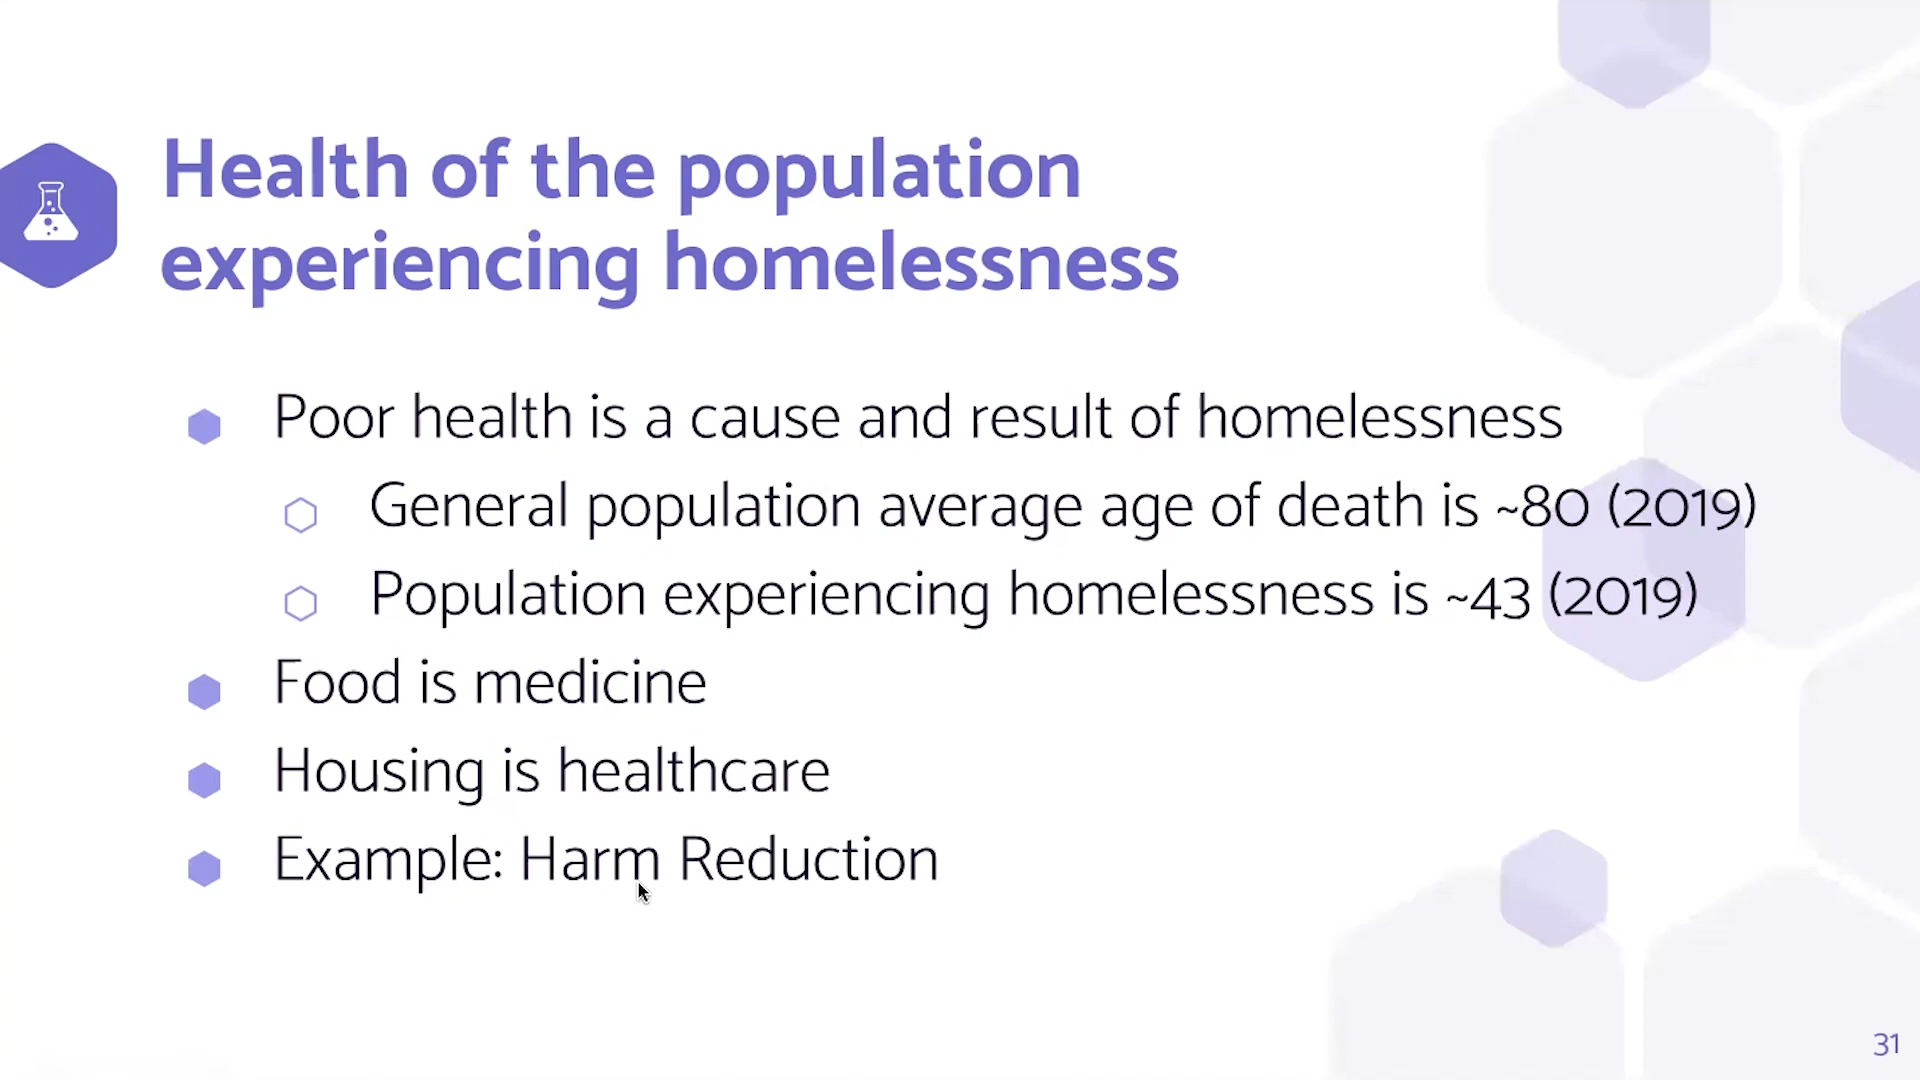 Health of the population
experiencing homelessness
Poor health is a cause and result of homelessness
General population average age of death is ~80 (2019)
Population experiencing homelessness is ~43 (2019)
Food is medicine
Housing is healthcare
Example: Harm Reduction
31